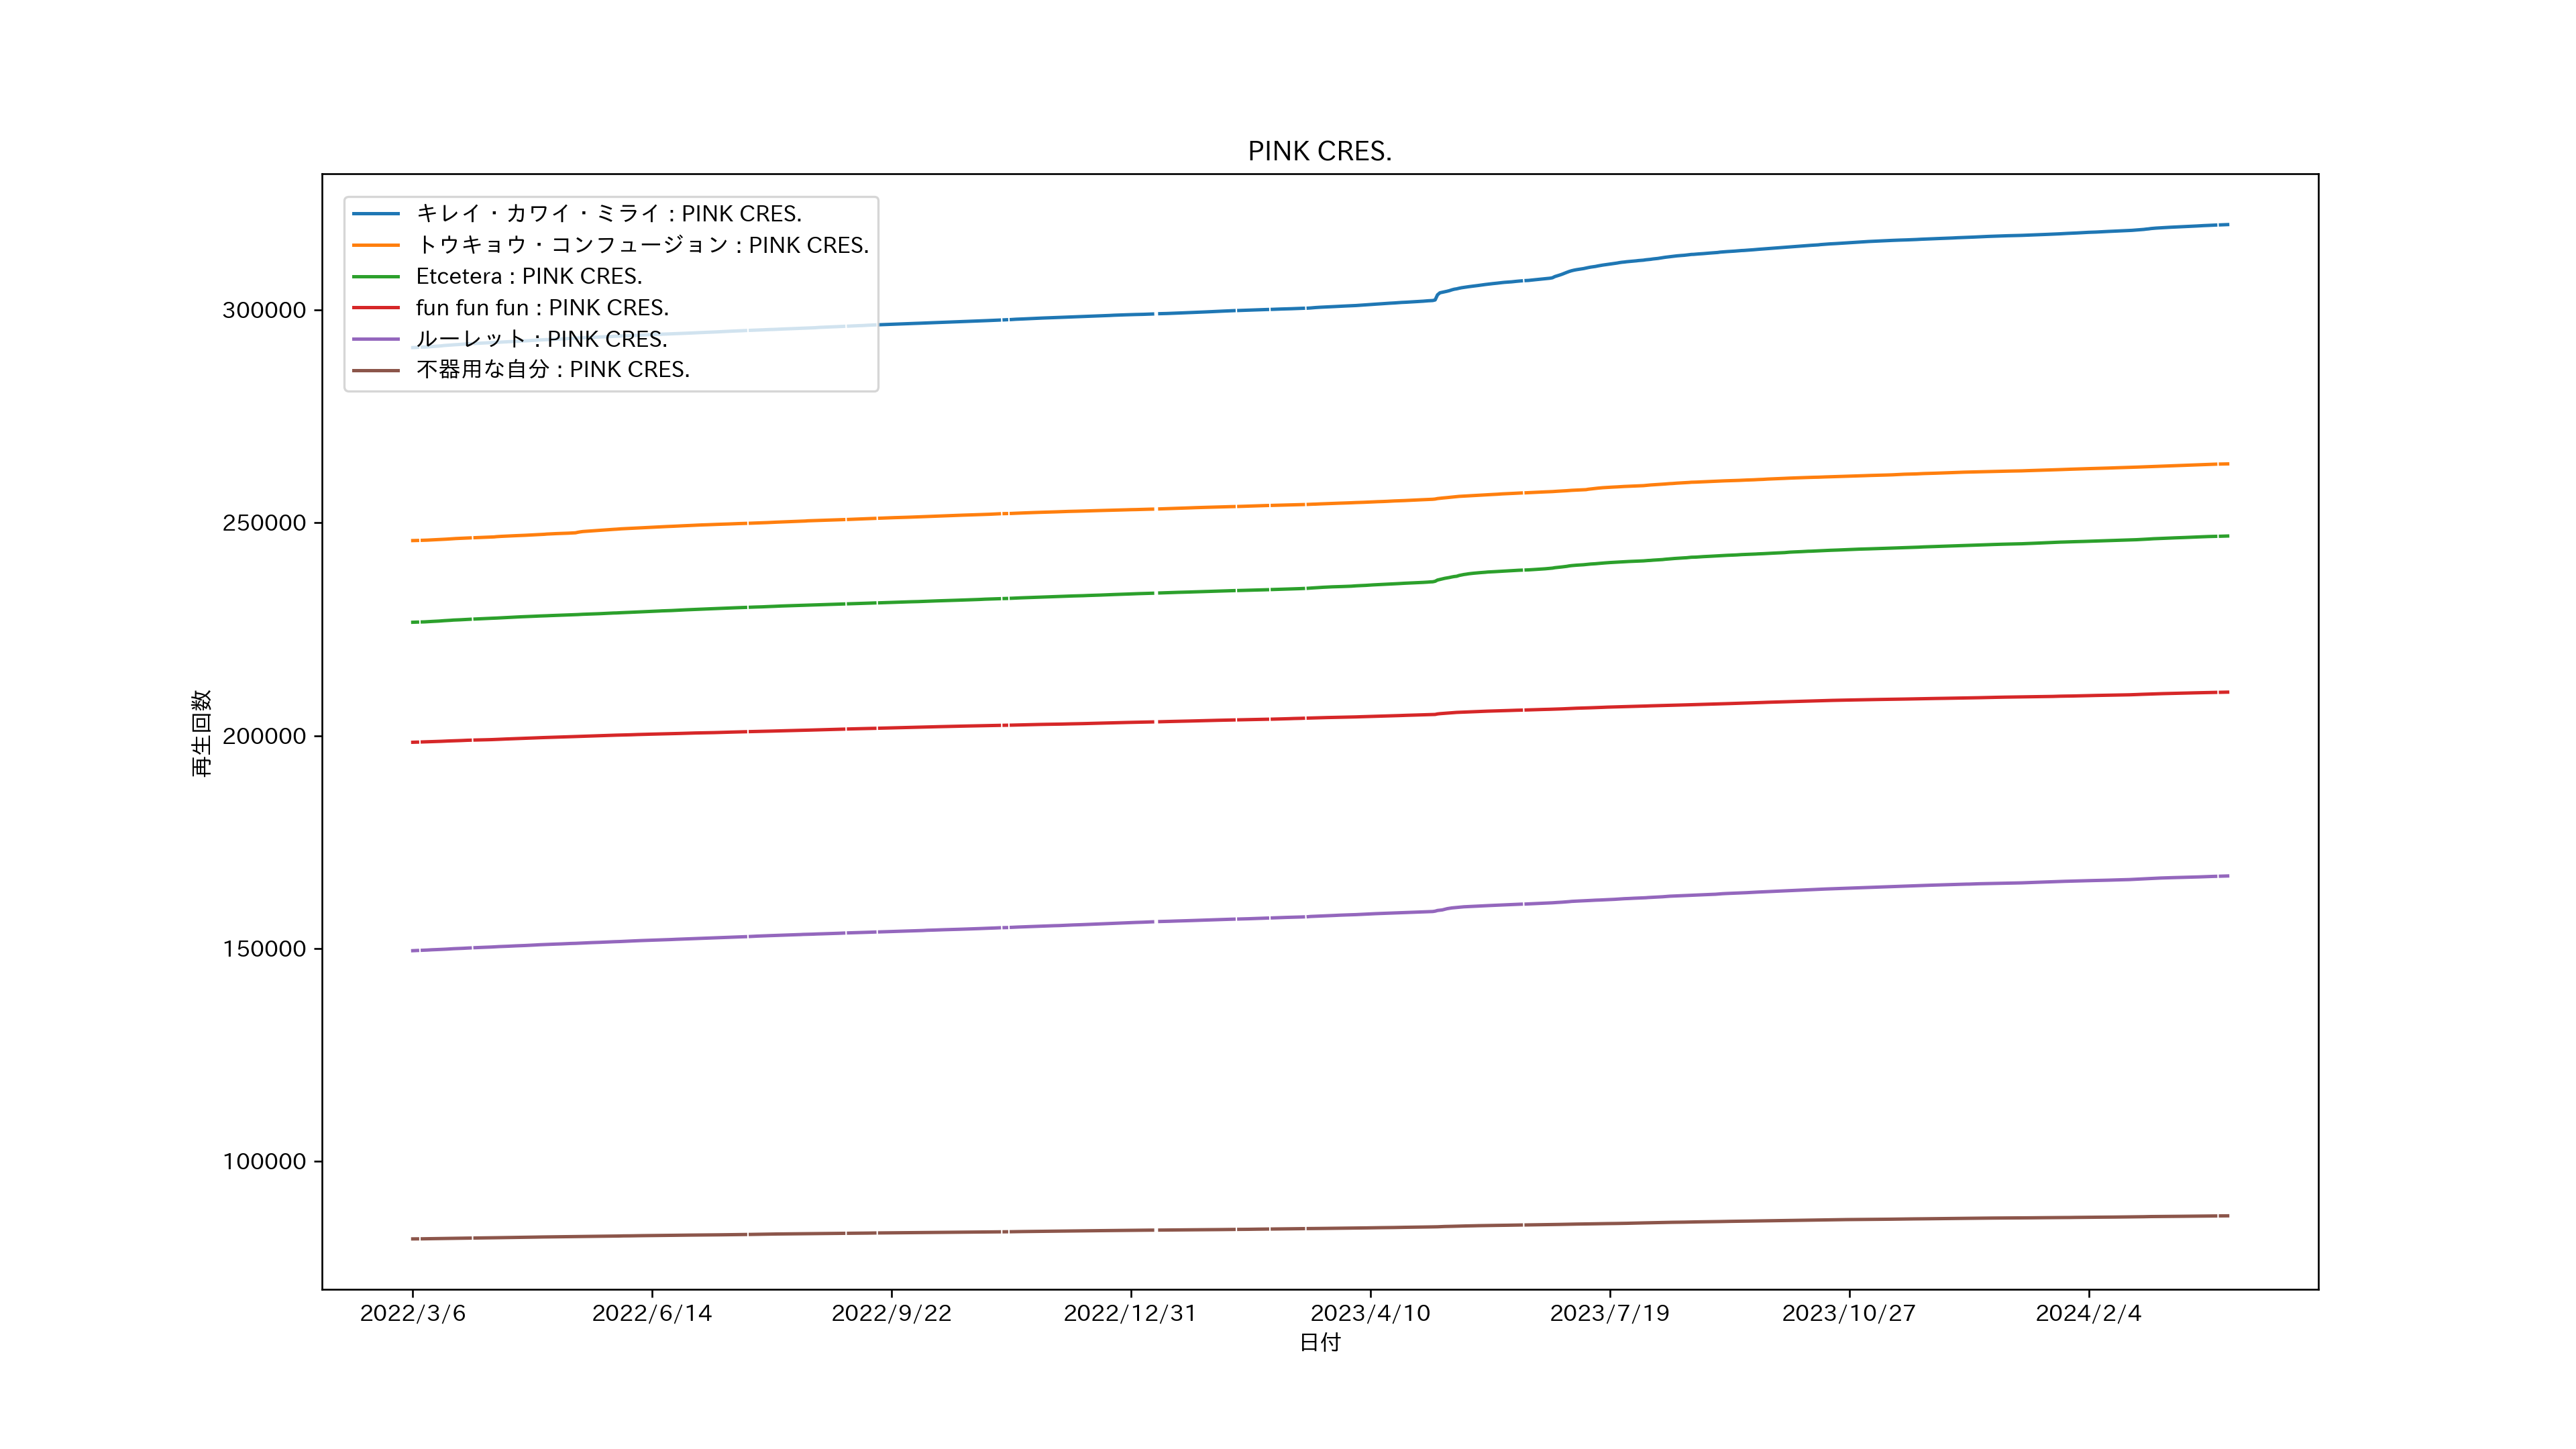 PINK CRES.
キレイ・カワイ・ミライ : PINK CRES.
トウキョウ・コンフュージョン : PINK CRES.
Etcetera : PINK CRES.
fun fun fun : PINK CRES.
ルーレット : PINK CRES.
不器用な自分 : PINK CRES.
300000
250000
200000
150000
100000
再生回数
2022/3/6
2022/6/14
2022/9/22
2022/12/31
2023/4/10
2023/7/19
2023/10/27
2024/2/4
日付